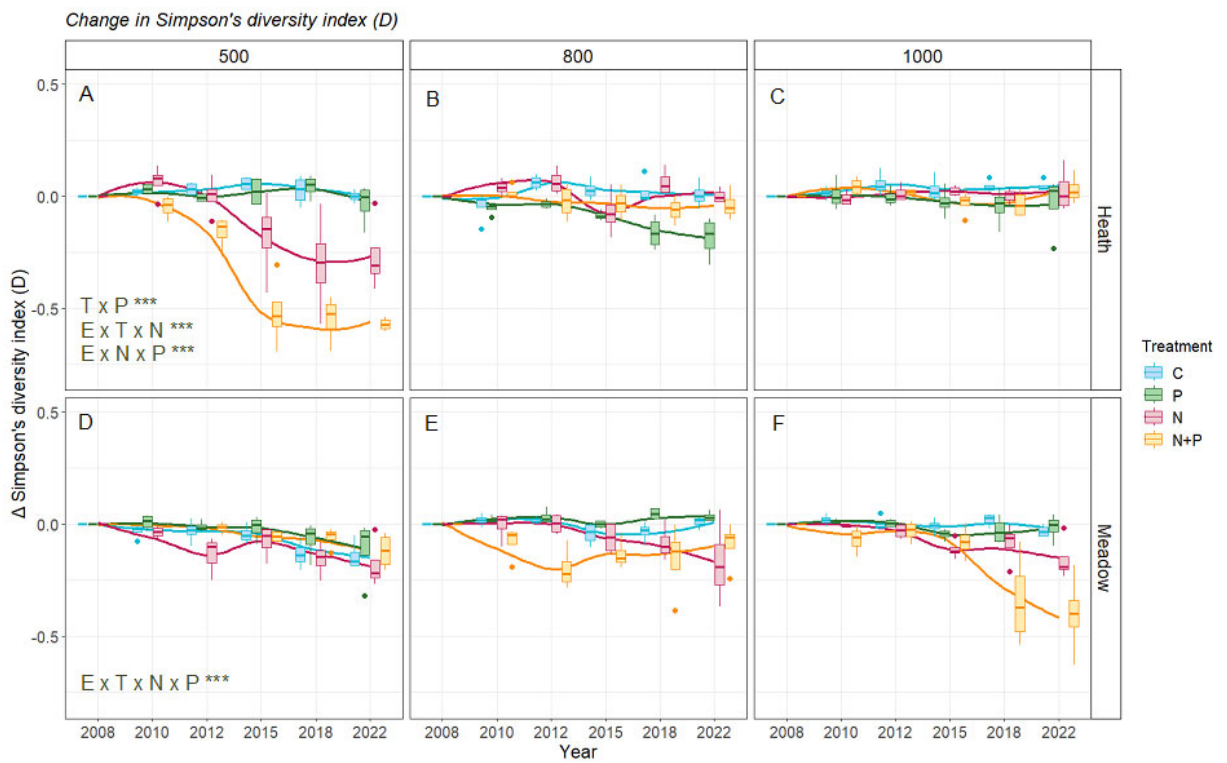 Change in Simpson's diversity index (D)
500 800 1000
0.5
0.0
-0.5
A
B
C
T x P ***
E x T x N ***
E x N x P ***
Heath
Δ Simpson's diversity index (D)
0.5
0.0
-0.5
D
E
F
E x T x N x P ***
Meadow
2008 2010 2012 2015 2018 2022 2008 2010 2012 2015 2018 2022 2008 2010 2012 2015 2018 2022
Year
Treatment
C
P
N
N+P